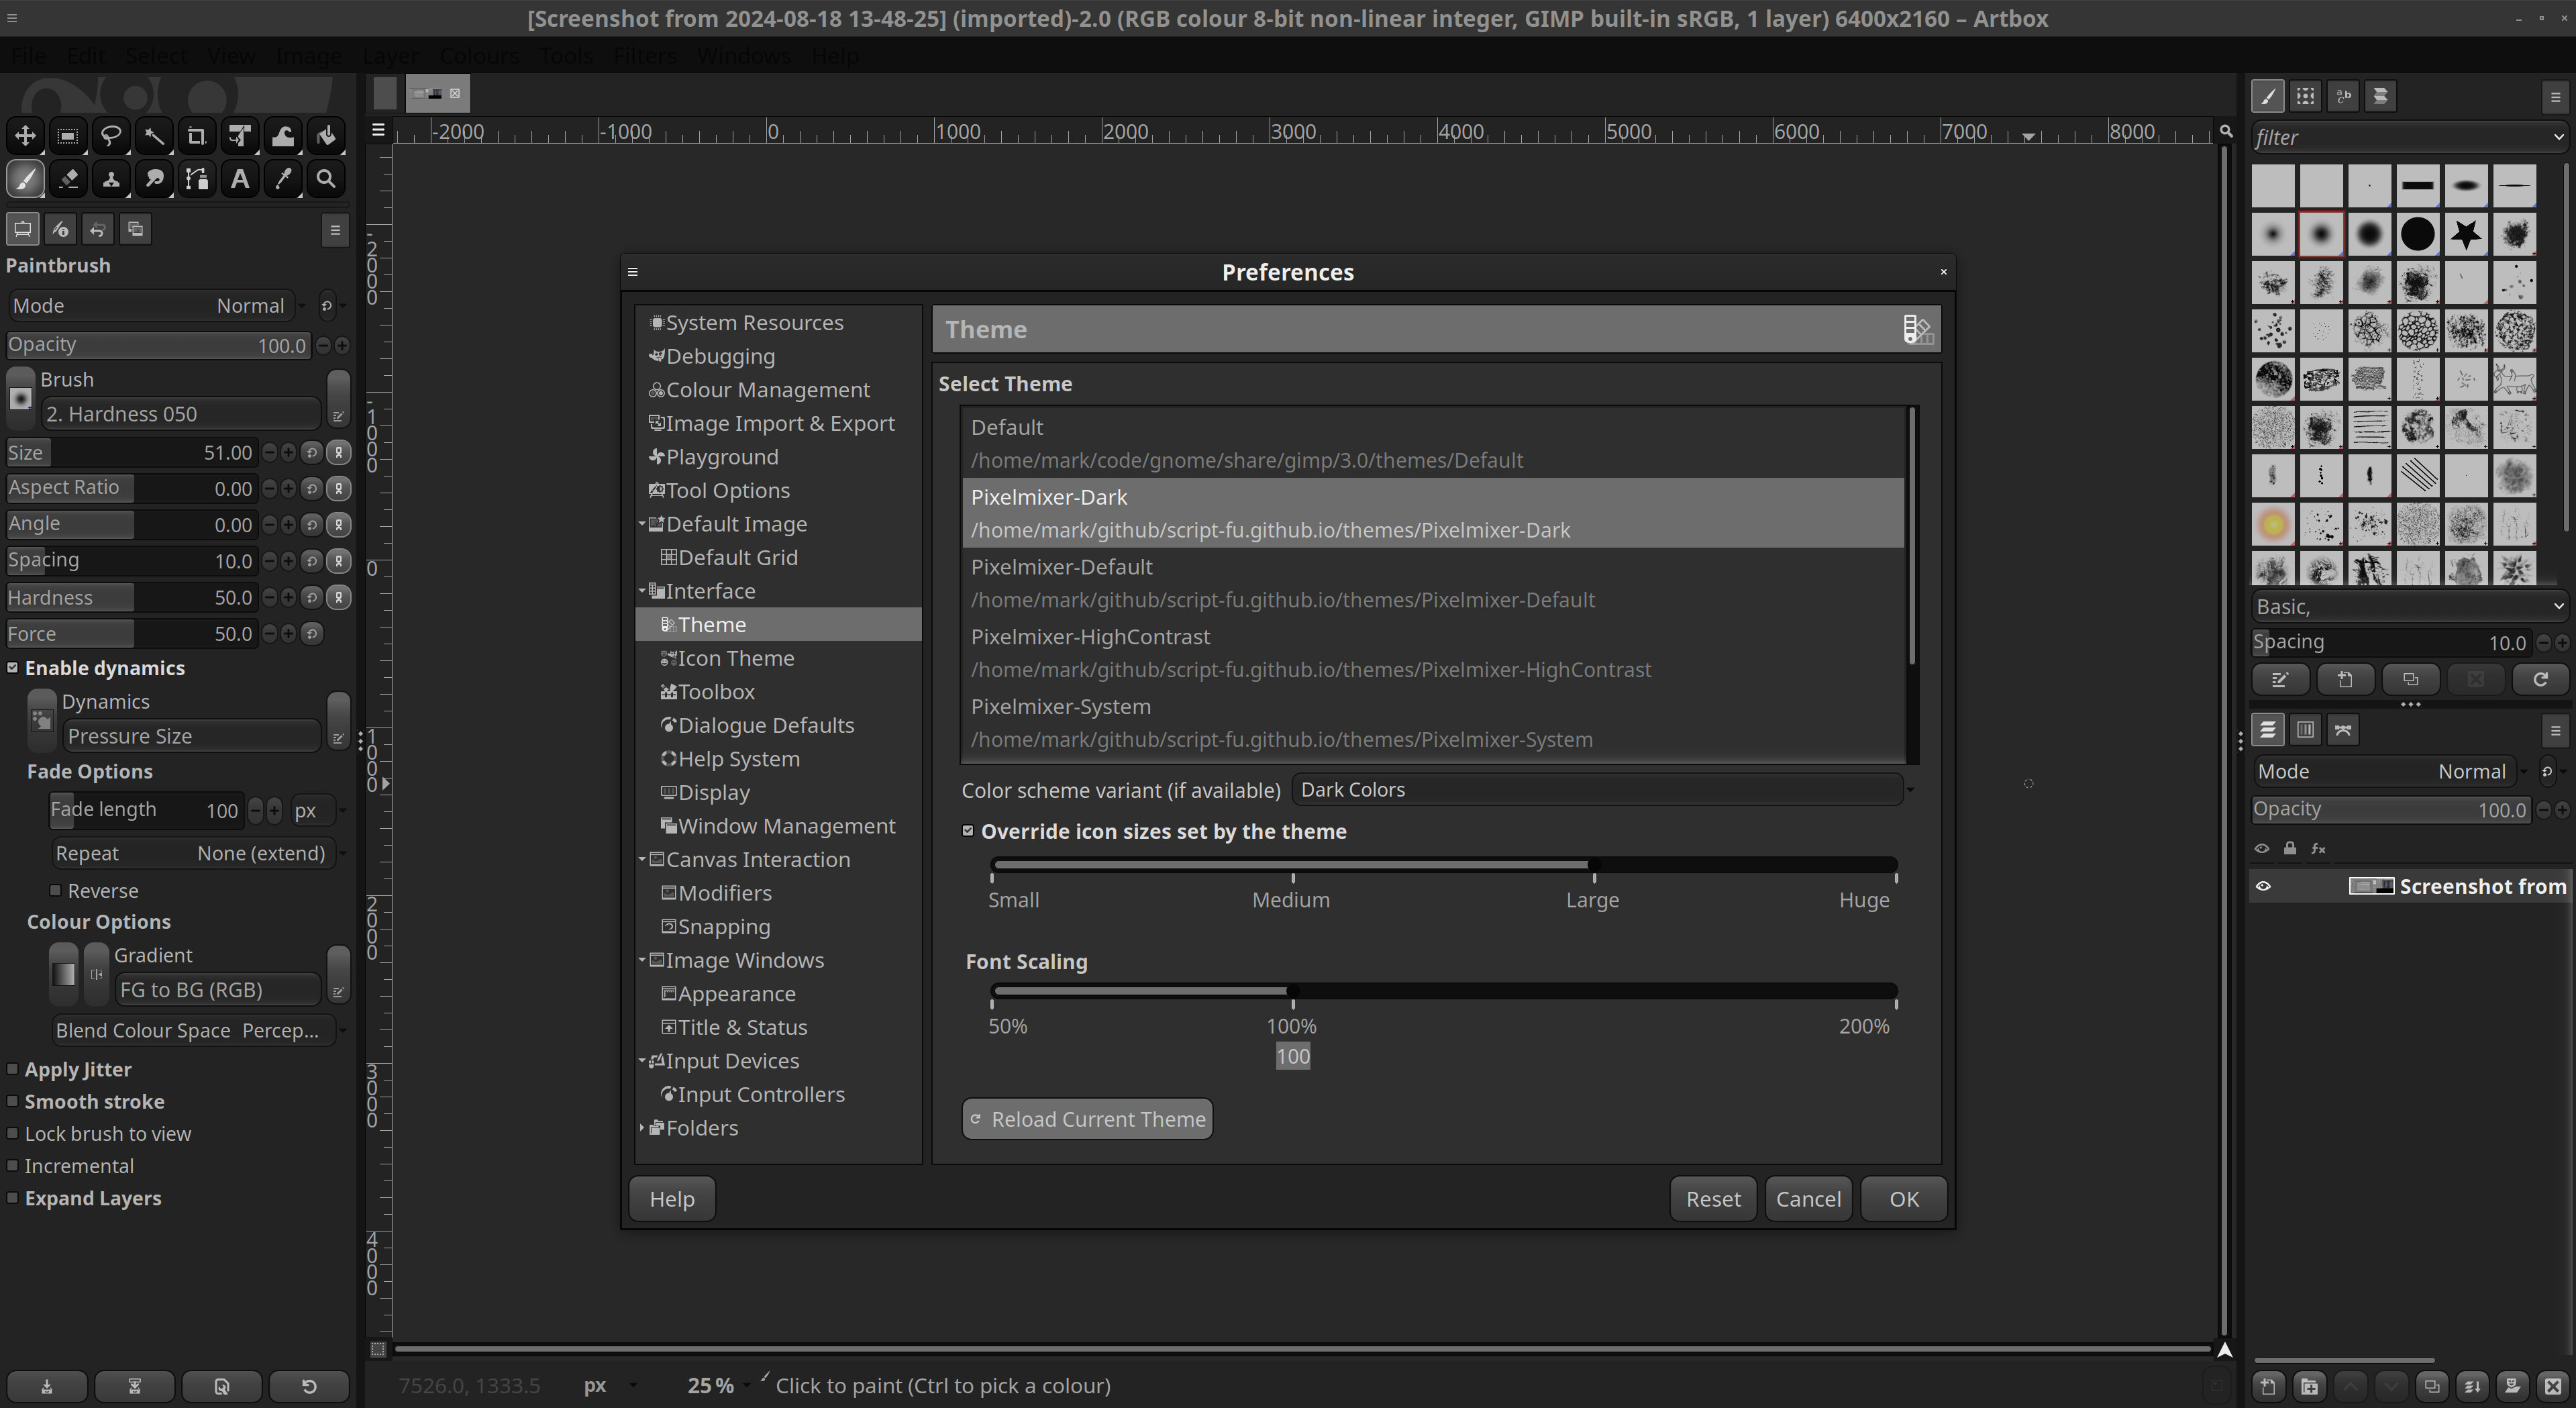 [Screenshot from 2024-08-18 13-48-25] (imported)-2.0 (RGB colour 8-bit non-linear integer, GIMP built-in sRGB, 1 layer) 6400x2160 – Artbox
File Edit Select View Image Layer Colours Tools Filters Windows Help
-2000 -1000 0 1000 2000 3000 4000 5000 6000 7000 8000
Paintbrush
Mode Normal
Opacity 100.0
Brush
2. Hardness 050
Size 51.00
Aspect Ratio 0.00
Angle 0.00
Spacing 10.0
Hardness 50.0
Force 50.0
Enable dynamics
Dynamics
Pressure Size
Fade Options
Fade length 100 px
Repeat None (extend)
Reverse
Colour Options
Gradient
FG to BG (RGB)
Blend Colour Space Percep...
Apply Jitter
Smooth stroke
Lock brush to view
Incremental
Expand Layers
-2000
-1000
0
1000
2000
3000
4000
Preferences
System Resources
Debugging
Colour Management
Image Import & Export
Playground
Tool Options
Default Image
Default Grid
Interface
Theme
Icon Theme
Toolbox
Dialogue Defaults
Help System
Display
Window Management
Canvas Interaction
Modifiers
Snapping
Image Windows
Appearance
Title & Status
Input Devices
Input Controllers
Folders
Theme
Select Theme
Default
/home/mark/code/gnome/share/gimp/3.0/themes/Default
Pixelmixer-Dark
/home/mark/github/script-fu.github.io/themes/Pixelmixer-Dark
Pixelmixer-Default
/home/mark/github/script-fu.github.io/themes/Pixelmixer-Default
Pixelmixer-HighContrast
/home/mark/github/script-fu.github.io/themes/Pixelmixer-HighContrast
Pixelmixer-System
/home/mark/github/script-fu.github.io/themes/Pixelmixer-System
Color scheme variant (if available) Dark Colors
Override icon sizes set by the theme
Small Medium Large Huge
Font Scaling
50% 100% 200%
100
Reload Current Theme
Help Reset Cancel OK
7526.0, 1333.5 px 25 % Click to paint (Ctrl to pick a colour)
filter
Basic,
Spacing 10.0
Mode Normal
Opacity 100.0
fx
Screenshot from